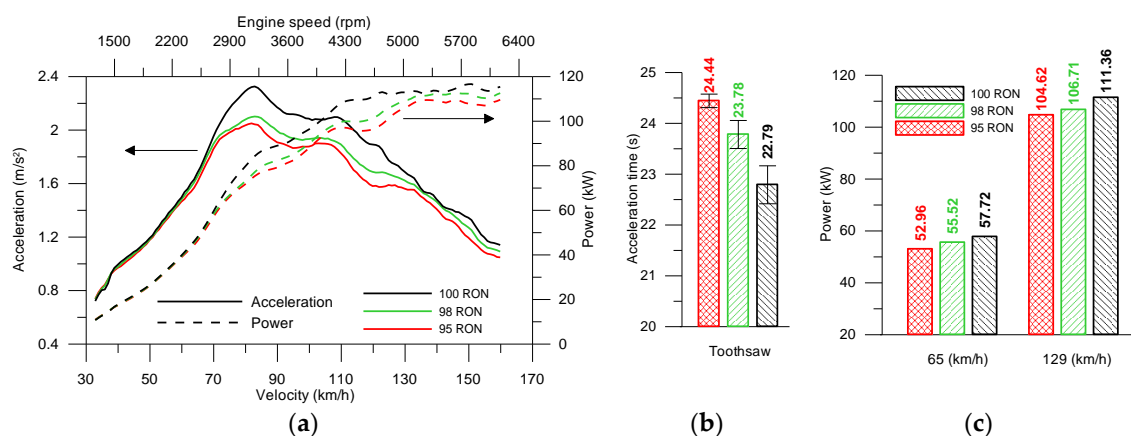 Engine speed (rpm)
1500 2200 2900 3600 4300 5000 5700 6400
2.4
2
1.6
1.2
0.8
0.4
Acceleration (m/s²)
120
100
80
60
40
20
0
Power (kW)
Acceleration
Power
100 RON
98 RON
95 RON
30 50 70 90 110 130 150 170
Velocity (km/h)
(a)
25
24
23
22
21
20
Acceleration time (s)
24.44
23.78
22.79
Toothsaw
(b)
120
100
80
60
40
20
Power (kW)
100 RON
98 RON
95 RON
52.96
55.52
57.72
104.62
106.71
111.36
65 (km/h) 129 (km/h)
(c)